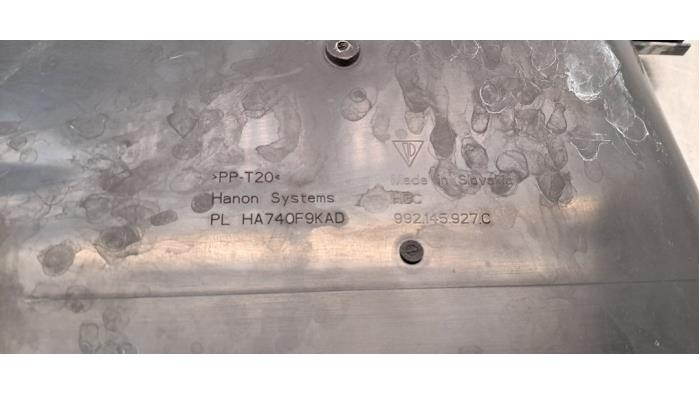 >PP-T20<
Hanon Systems
PL HA740F9KAD
Made in Slovakia
992.145.927.C